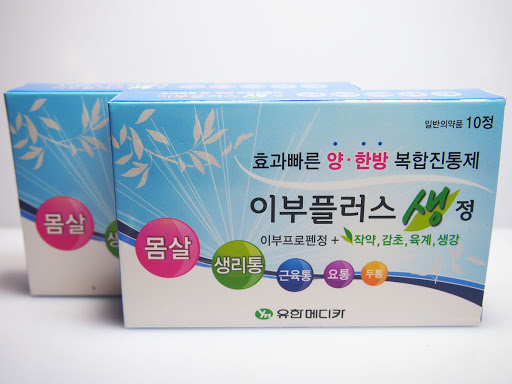 일반의약품 10정
효과빠른 양·한방 복합진통제
이부플러스 생 정
이부프로펜정 + 작약, 감초, 육계, 생강
몸살 생리통 근육통 요통 두통
유한메디카
몸살